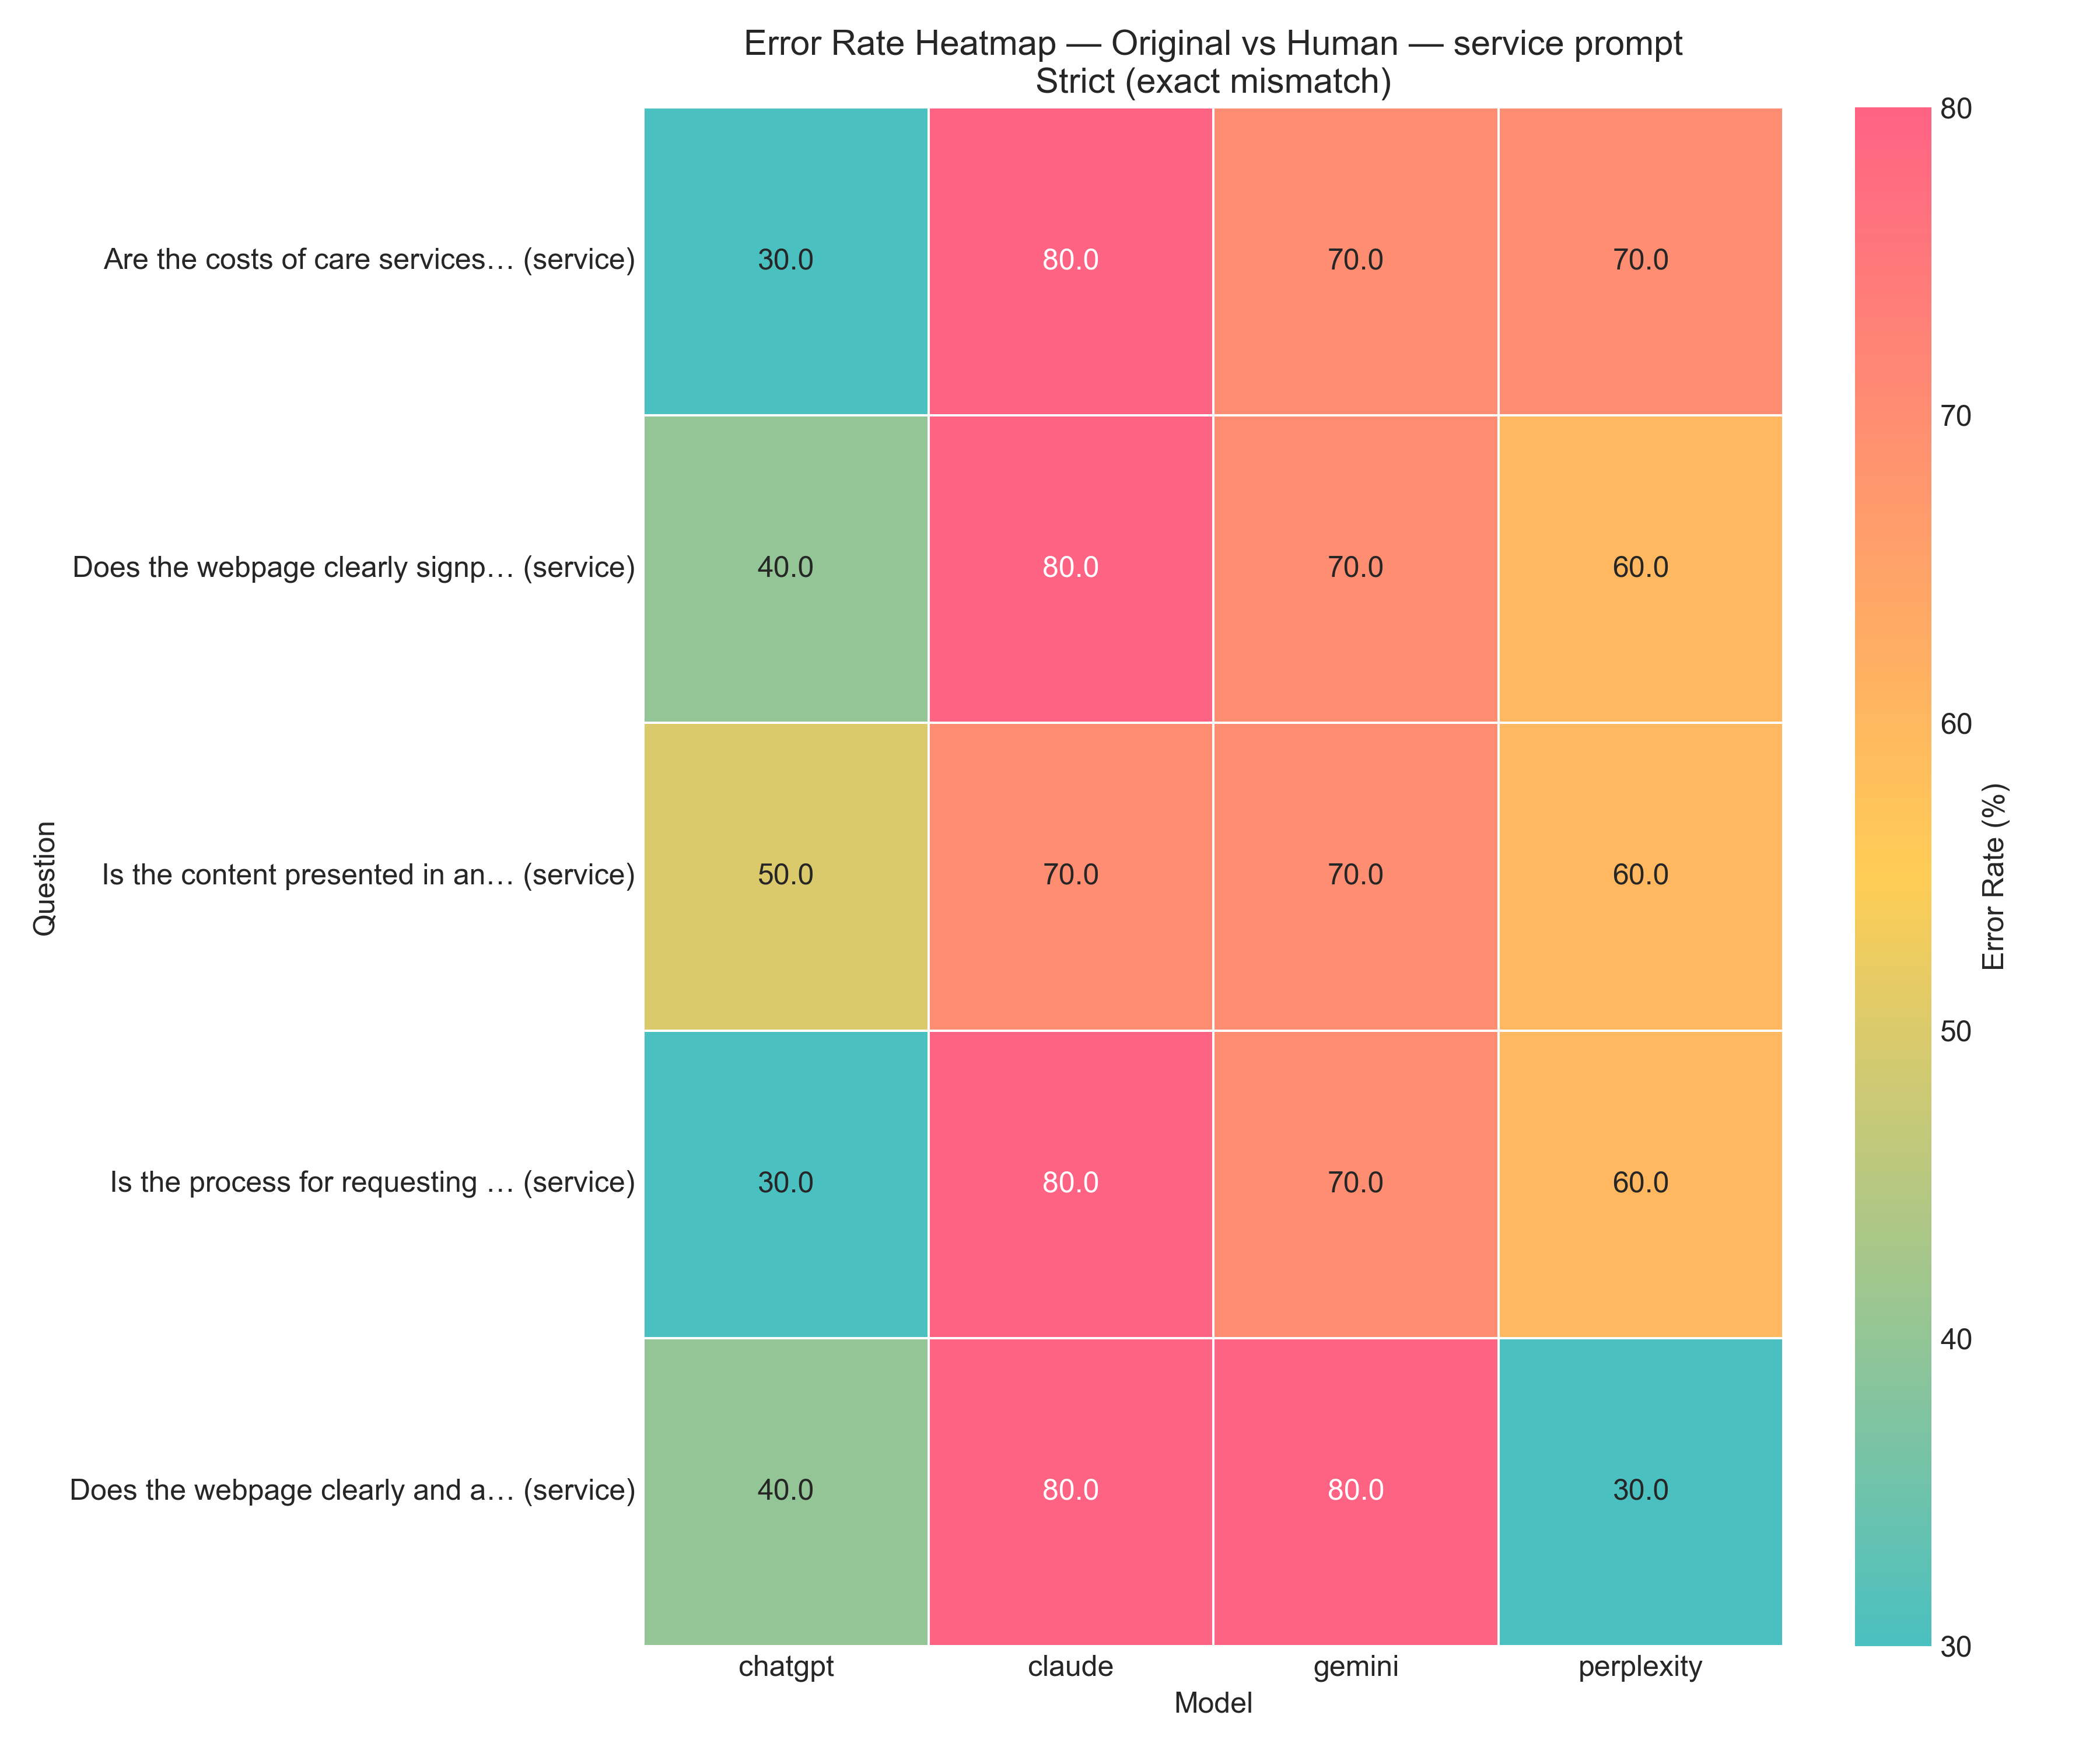 Error Rate Heatmap — Original vs Human — service prompt
Strict (exact mismatch)
Question
Are the costs of care services… (service)
30.0 80.0 70.0 70.0
Does the webpage clearly signp… (service)
40.0 80.0 70.0 60.0
Is the content presented in an… (service)
50.0 70.0 70.0 60.0
Is the process for requesting … (service)
30.0 80.0 70.0 60.0
Does the webpage clearly and a… (service)
40.0 80.0 80.0 30.0
chatgpt claude gemini perplexity
Model
80
70
60
50
40
30
Error Rate (%)